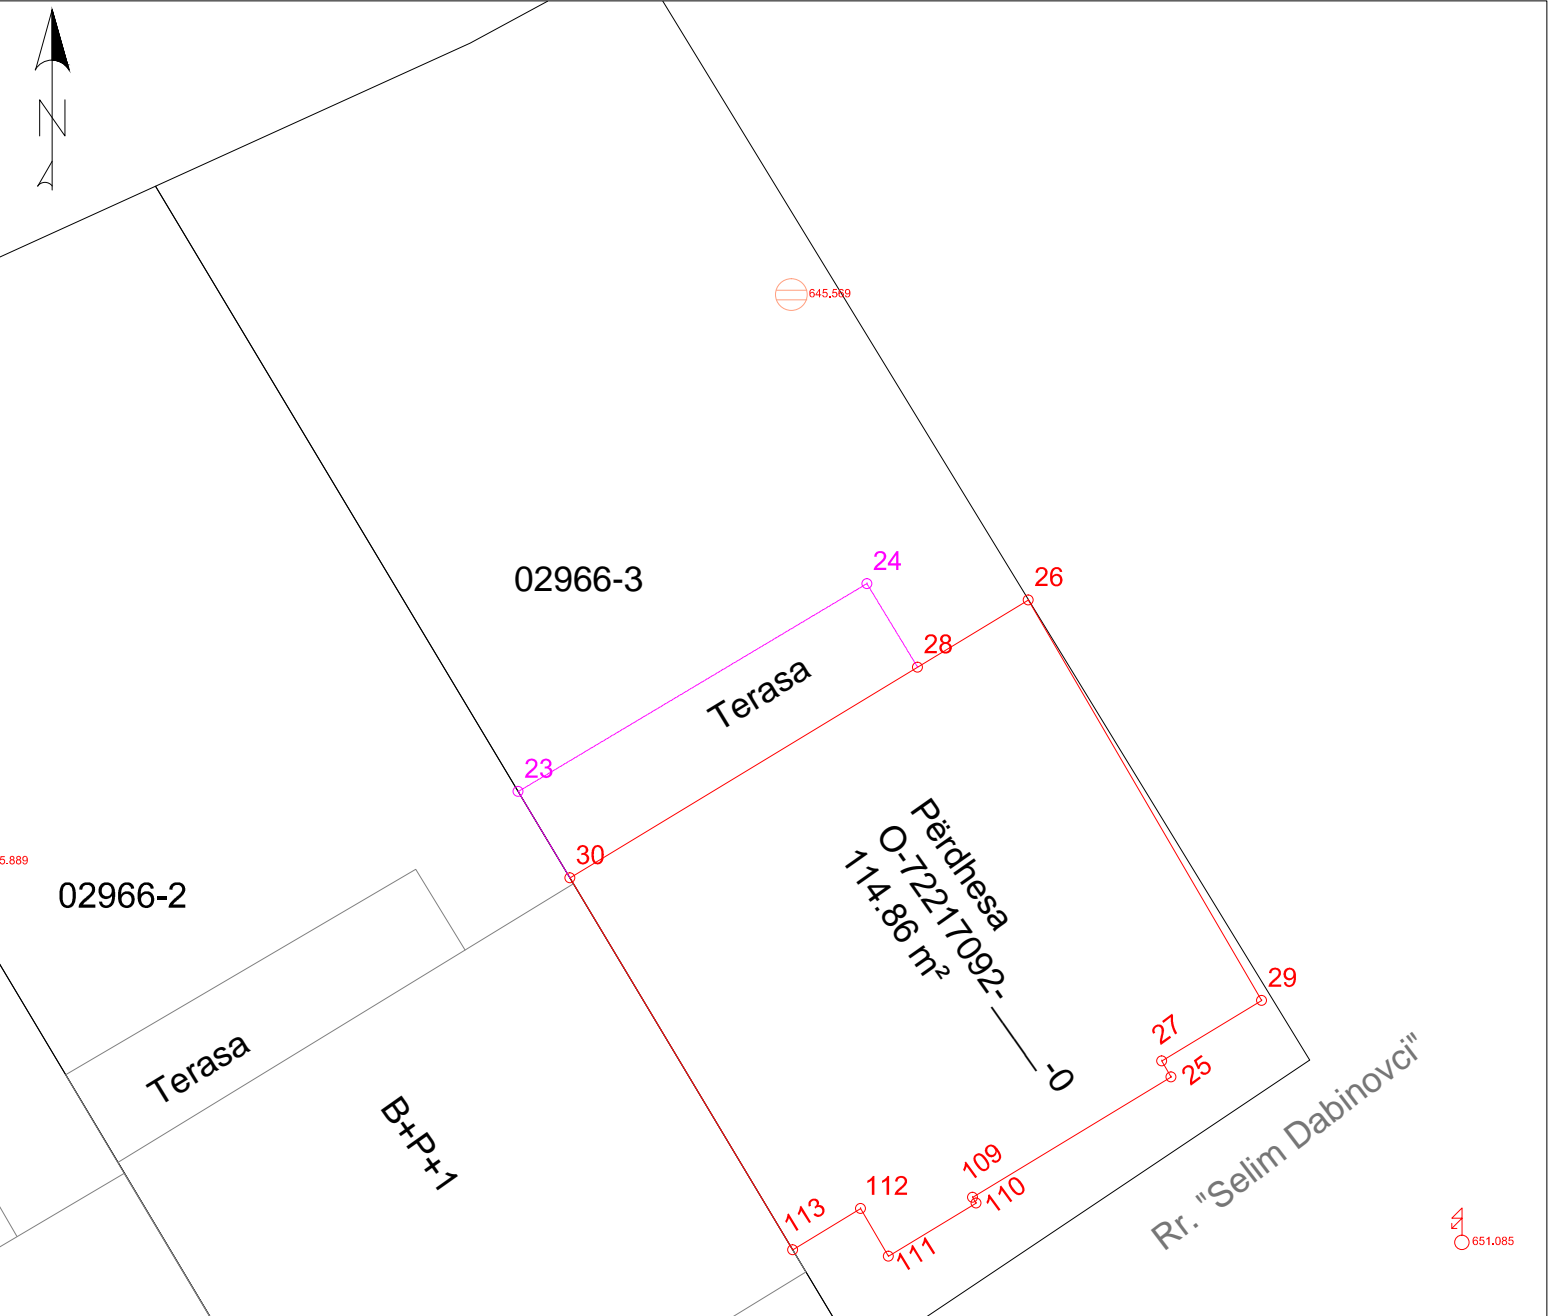 N
645.569
24
26
02966-3
28
Terasa
23
30
5.889
02966-2
Përdhesa
O-72217092-
-0
114.86 m²
29
27
25
Terasa
B+P+1
109
110
112
113
111
Rr. "Selim Dabinovci"
651.085